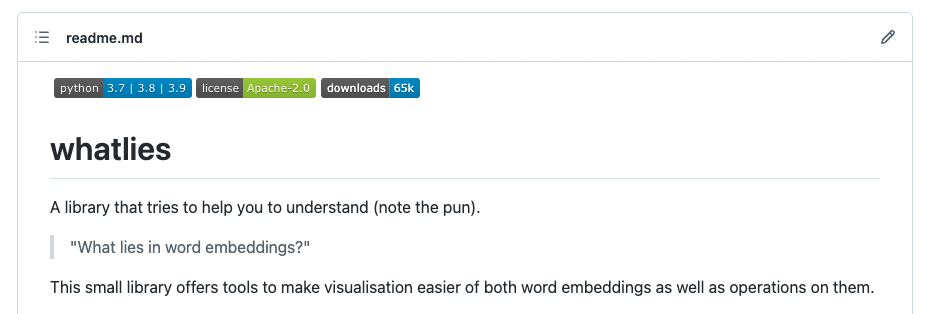 readme.md
python 3.7 | 3.8 | 3.9 license Apache-2.0 downloads 65k
whatlies
A library that tries to help you to understand (note the pun).
"What lies in word embeddings?"
This small library offers tools to make visualisation easier of both word embeddings as well as operations on them.